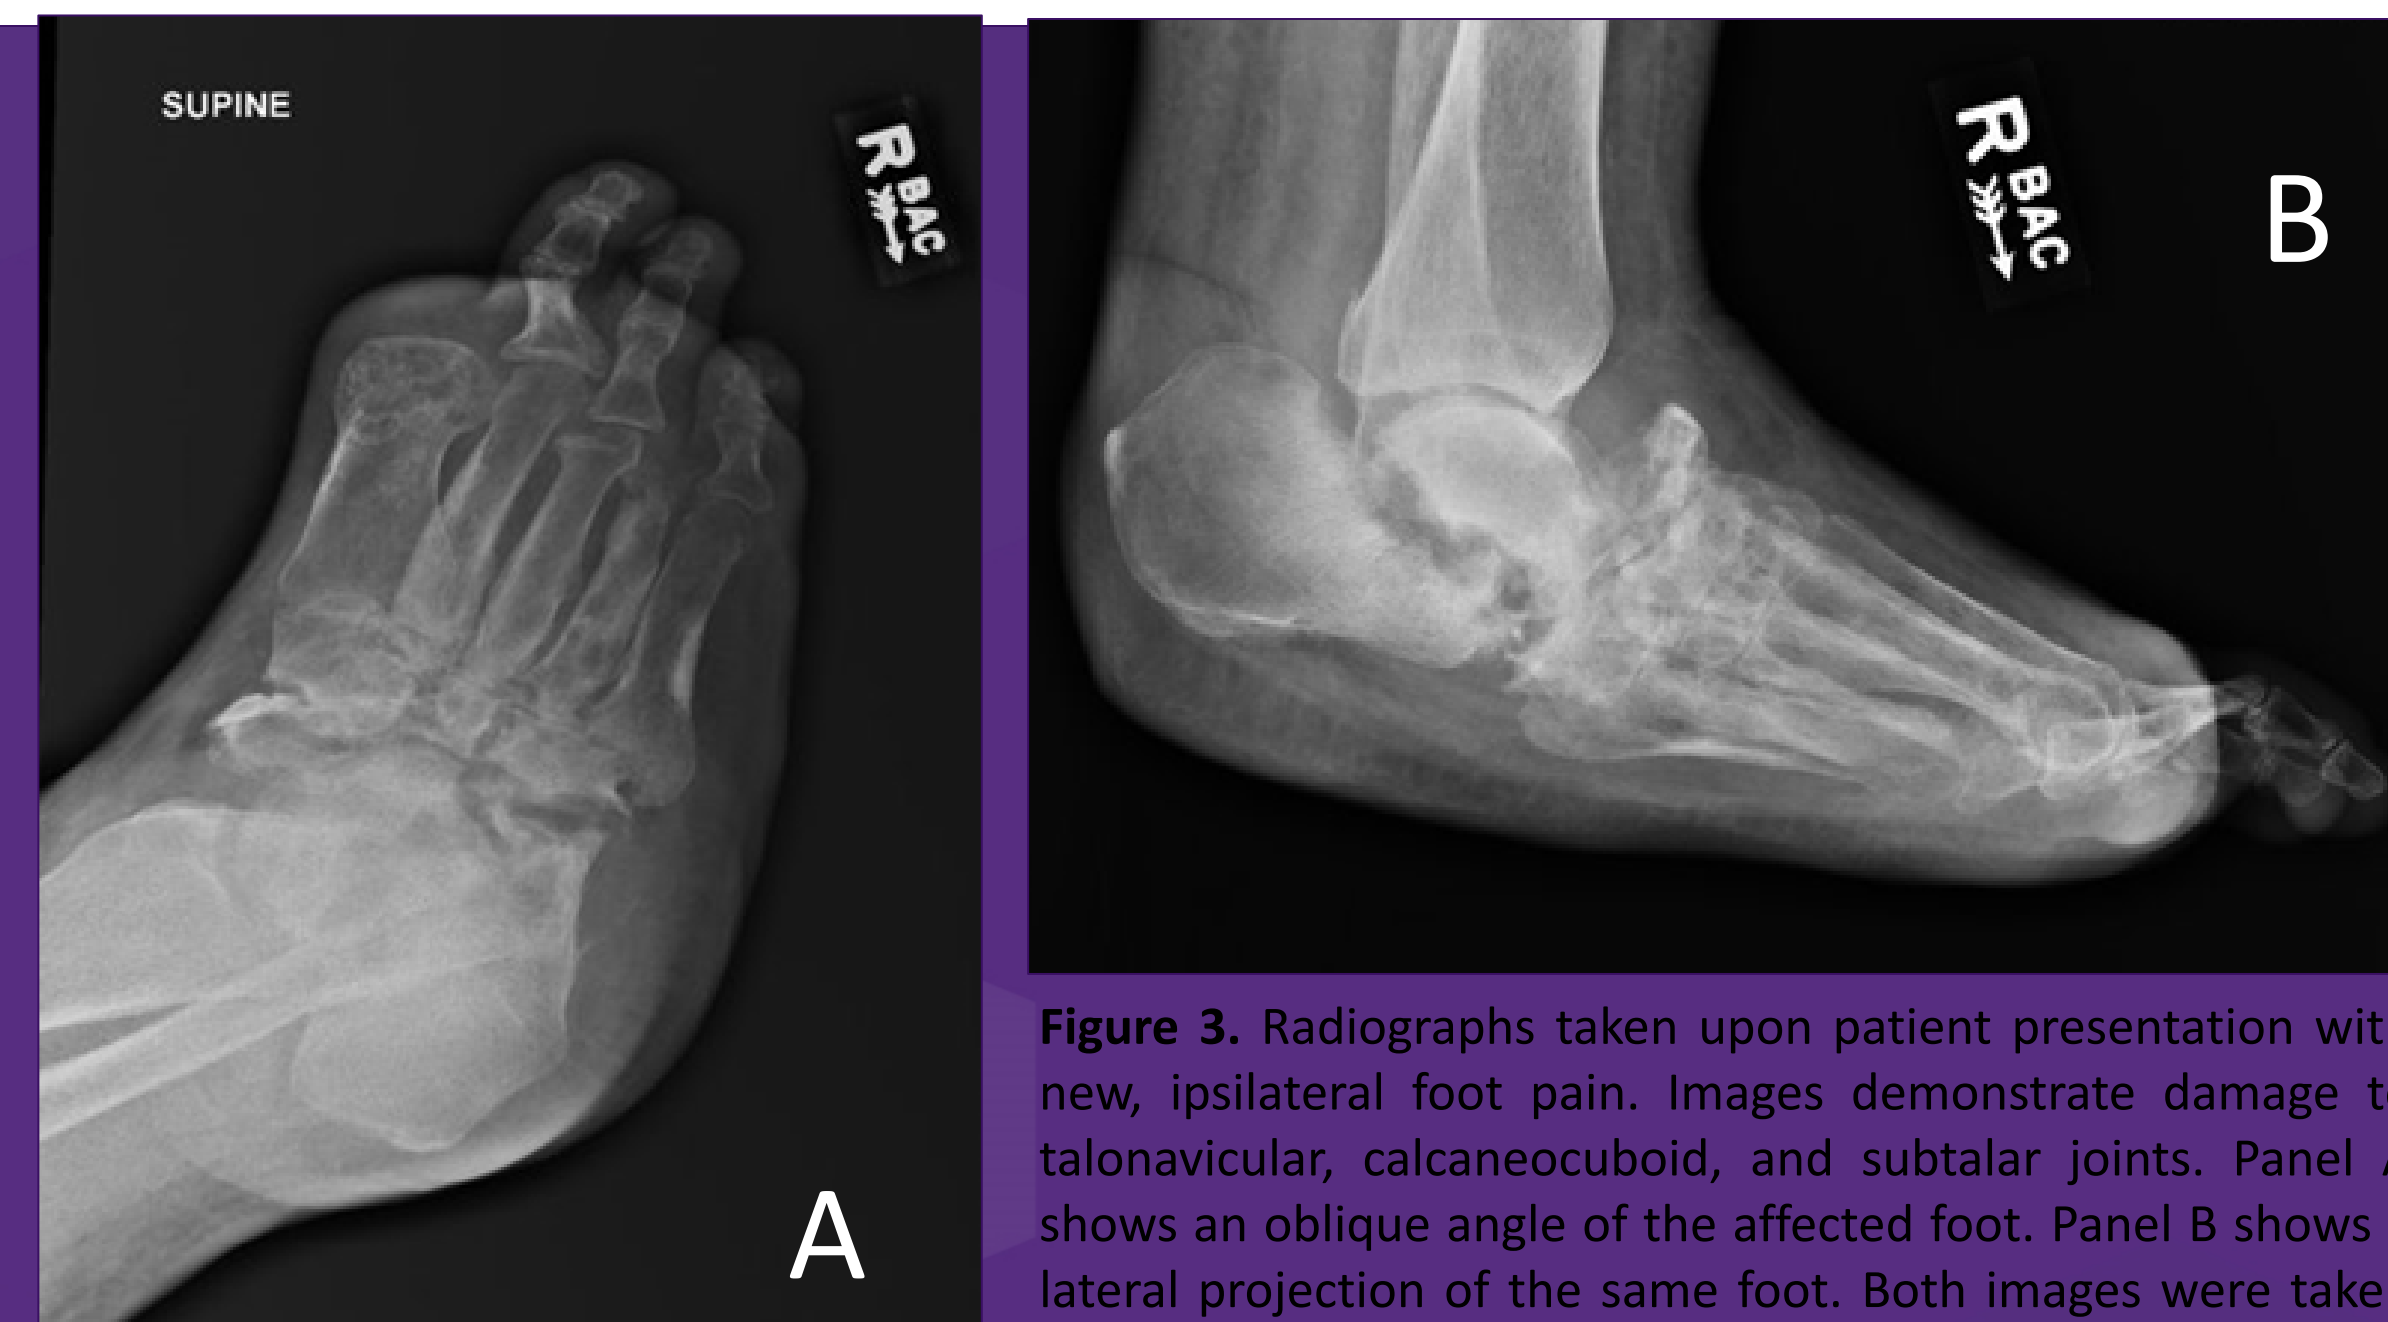 SUPINE
R BAC
A
R BAC
B
Figure 3. Radiographs taken upon patient presentation
new, ipsilateral foot pain. Images demonstrate damage
talonavicular, calcaneocuboid, and subtalar joints. Panel
shows an oblique angle of the affected foot. Panel B shows
lateral projection of the same foot. Both images were